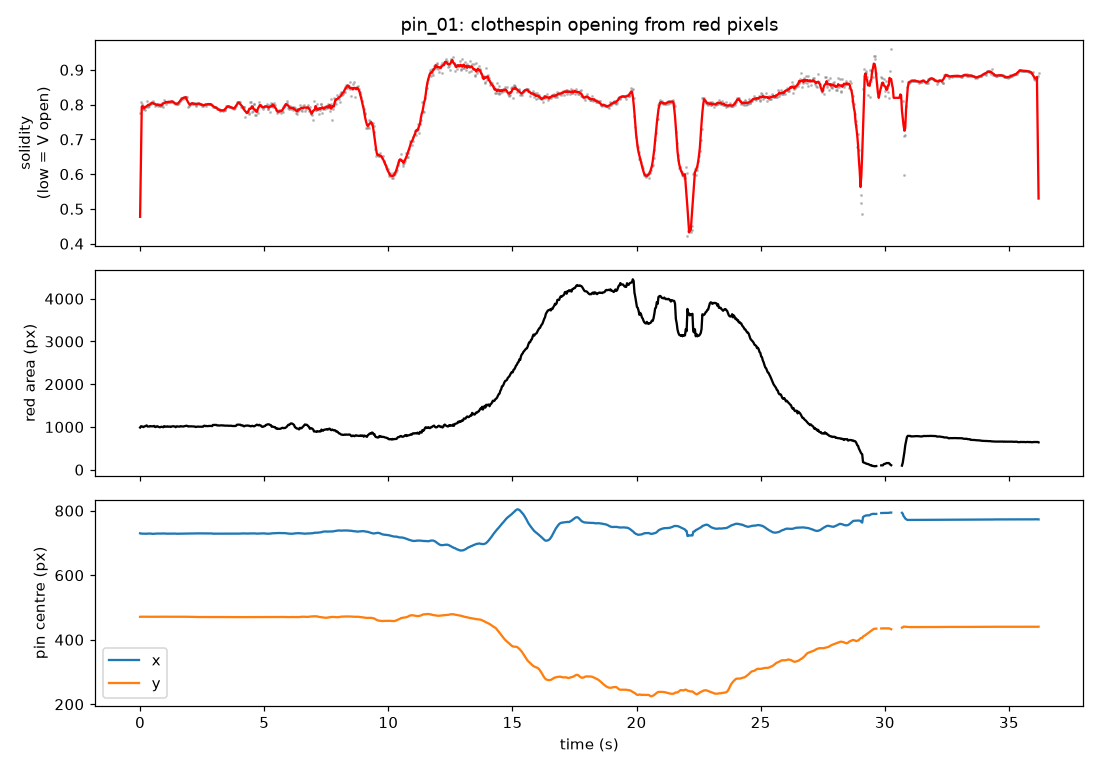 pin_01: clothespin opening from red pixels
solidity
(low = V open)
0.9
0.8
0.7
0.6
0.5
0.4
red area (px)
4000
3000
2000
1000
0
pin centre (px)
800
600
400
200
x
y
0 5 10 15 20 25 30 35
time (s)